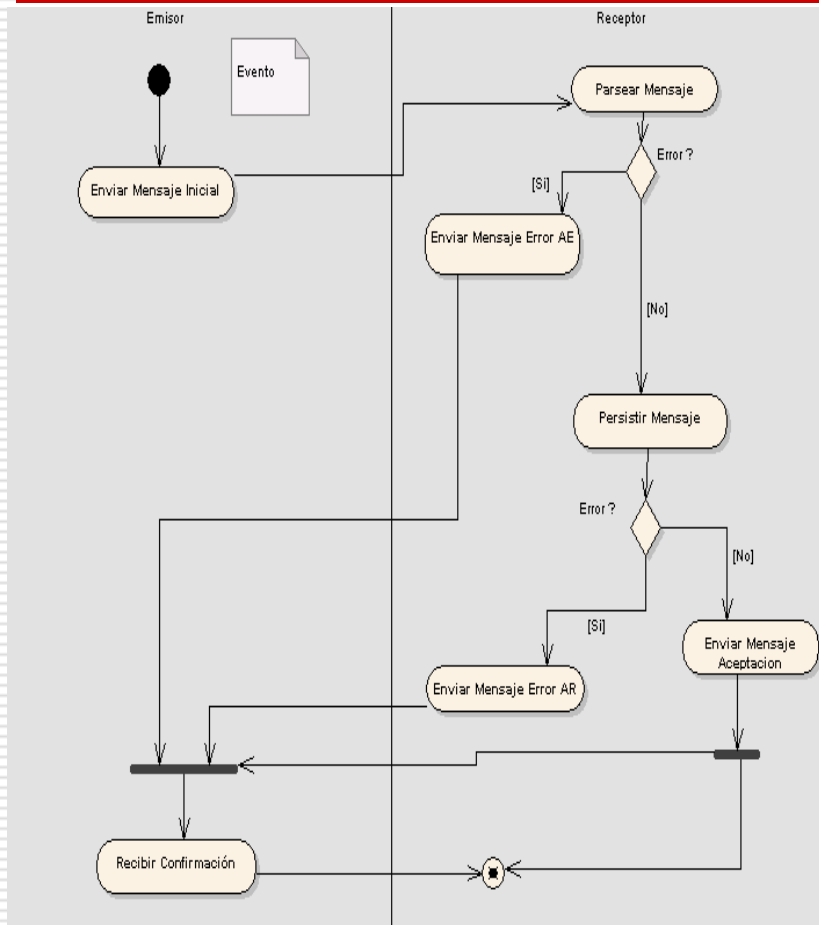 Emisor
Receptor
Evento
Parsear Mensaje
Error ?
[Si]
Enviar Mensaje Inicial
Enviar Mensaje Error AE
[No]
Persistir Mensaje
Error ?
[No]
[Si]
Enviar Mensaje
Aceptacion
Enviar Mensaje Error AR
Recibir Confirmación